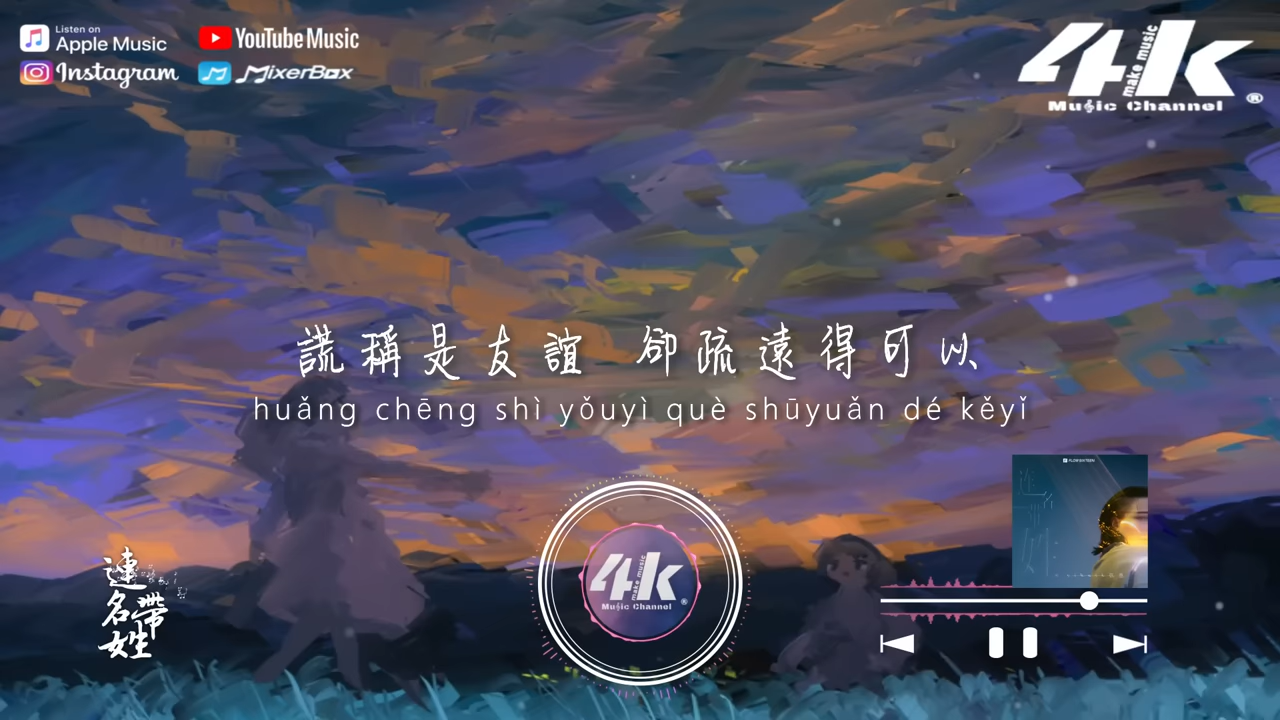 Listen on
Apple Music
YouTube Music
Instagram
MixerBox
4k
make music
Music Channel
®
謊稱是友誼 卻疏遠得可以
huǎng chēng shì yǒuyì què shūyuǎn dé kěyǐ
連名帶姓
4k
make music
Music Channel
®